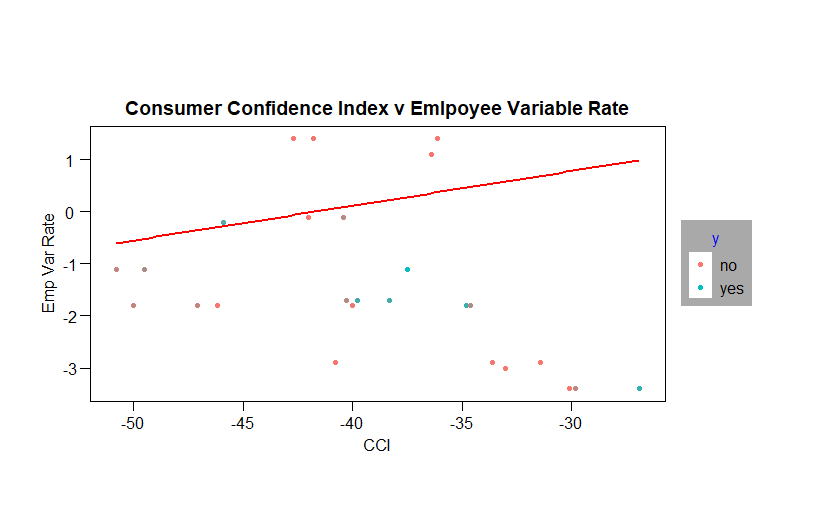 Consumer Confidence Index v Emlpoyee Variable Rate
Emp Var Rate
1
0
-1
-2
-3
-50
-45
-40
-35
-30
CCI
y
no
yes